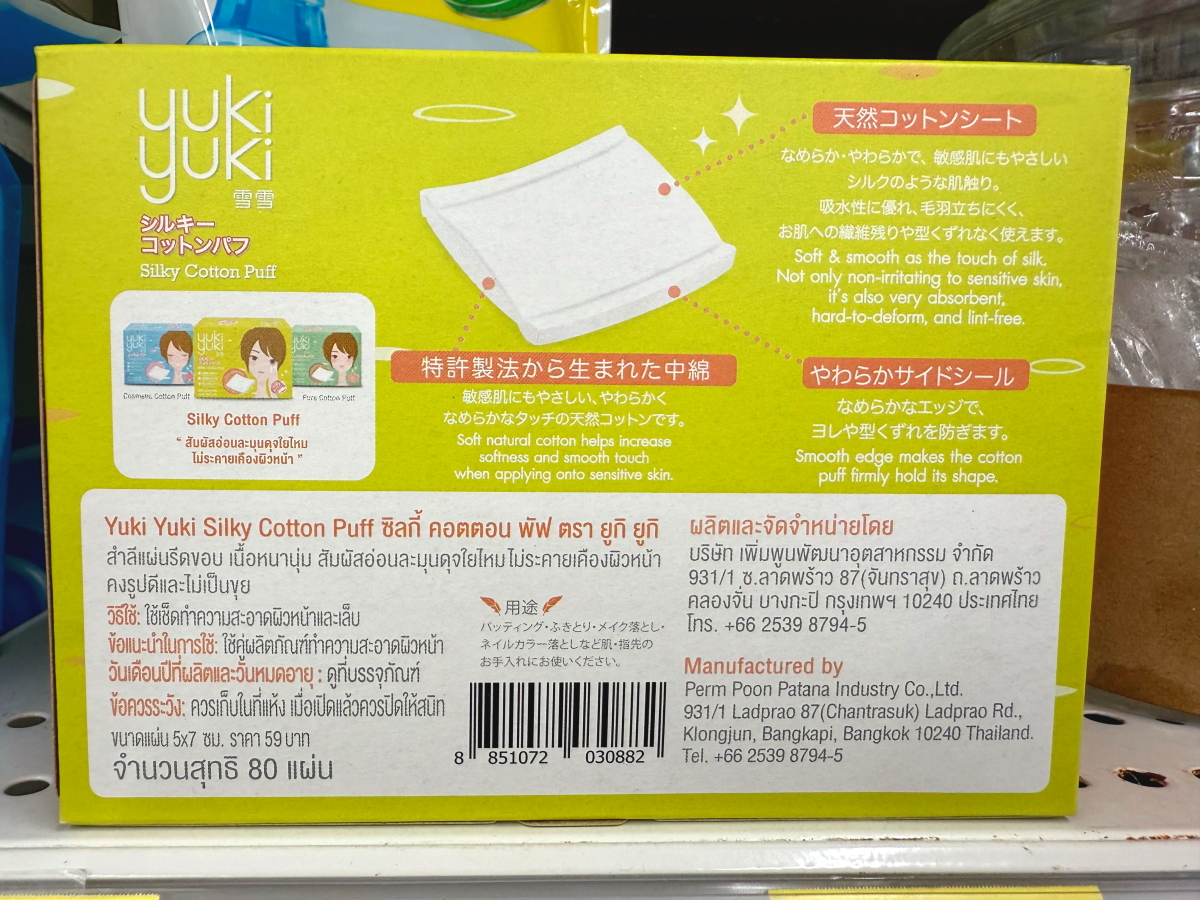 yuki
yuki
雪雪
シルキー
コットンパフ
Silky Cotton Puff
yuki
yuki
yuki
yuki
yuki
yuki
Cosmetic Cotton Puff
Pure Cotton Puff
Silky Cotton Puff
“ สัมผัสอ่อนละมุนดุจใยไหม
ไม่ระคายเคืองผิวหน้า ”
天然コットンシート
なめらか・やわらかで、敏感肌にもやさしい
シルクのような肌触り。
吸水性に優れ、毛羽立ちにくく、
お肌への繊維残りや型くずれなく使えます。
Soft & smooth as the touch of silk.
Not only non-irritating to sensitive skin,
it's also very absorbent,
hard-to-deform, and lint-free.
特許製法から生まれた中綿
敏感肌にもやさしい、やわらかく
なめらかなタッチの天然コットンです。
Soft natural cotton helps increase
softness and smooth touch
when applying onto sensitive skin.
やわらかサイドシール
なめらかなエッジで、
ヨレや型くずれを防ぎます。
Smooth edge makes the cotton
puff firmly hold its shape.
Yuki Yuki Silky Cotton Puff ซิลกี้ คอตตอน พัฟ ตรา ยูกิ ยูกิ
สำลีแผ่นรีดขอบ เนื้อหนานุ่ม สัมผัสอ่อนละมุนดุจใยไหมไม่ระคายเคืองผิวหน้า
คงรูปดีและไม่เป็นขุย
วิธีใช้: ใช้เช็ดทำความสะอาดผิวหน้าและเล็บ
ข้อแนะนำในการใช้: ใช้คู่ผลิตภัณฑ์ทำความสะอาดผิวหน้า
วันเดือนปีที่ผลิตและวันหมดอายุ : ดูที่บรรจุภัณฑ์
ข้อควรระวัง: ควรเก็บในที่แห้ง เมื่อเปิดแล้วควรปิดให้สนิท
ขนาดแผ่น 5x7 ซม. ราคา 59 บาท
จำนวนสุทธิ 80 แผ่น
用途
パッティング・ふきとり・メイク落とし・
ネイルカラー落としなど肌・指先の
お手入れにお使いください。
8 851072 030882
ผลิตและจัดจำหน่ายโดย
บริษัท เพิ่มพูนพัฒนาอุตสาหกรรม จำกัด
931/1 ซ.ลาดพร้าว 87(จันทราสุข) ถ.ลาดพร้าว
คลองจั่น บางกะปิ กรุงเทพฯ 10240 ประเทศไทย
โทร. +66 2539 8794-5
Manufactured by
Perm Poon Patana Industry Co.,Ltd.
931/1 Ladprao 87(Chantrasuk) Ladprao Rd.,
Klongjun, Bangkapi, Bangkok 10240 Thailand.
Tel. +66 2539 8794-5